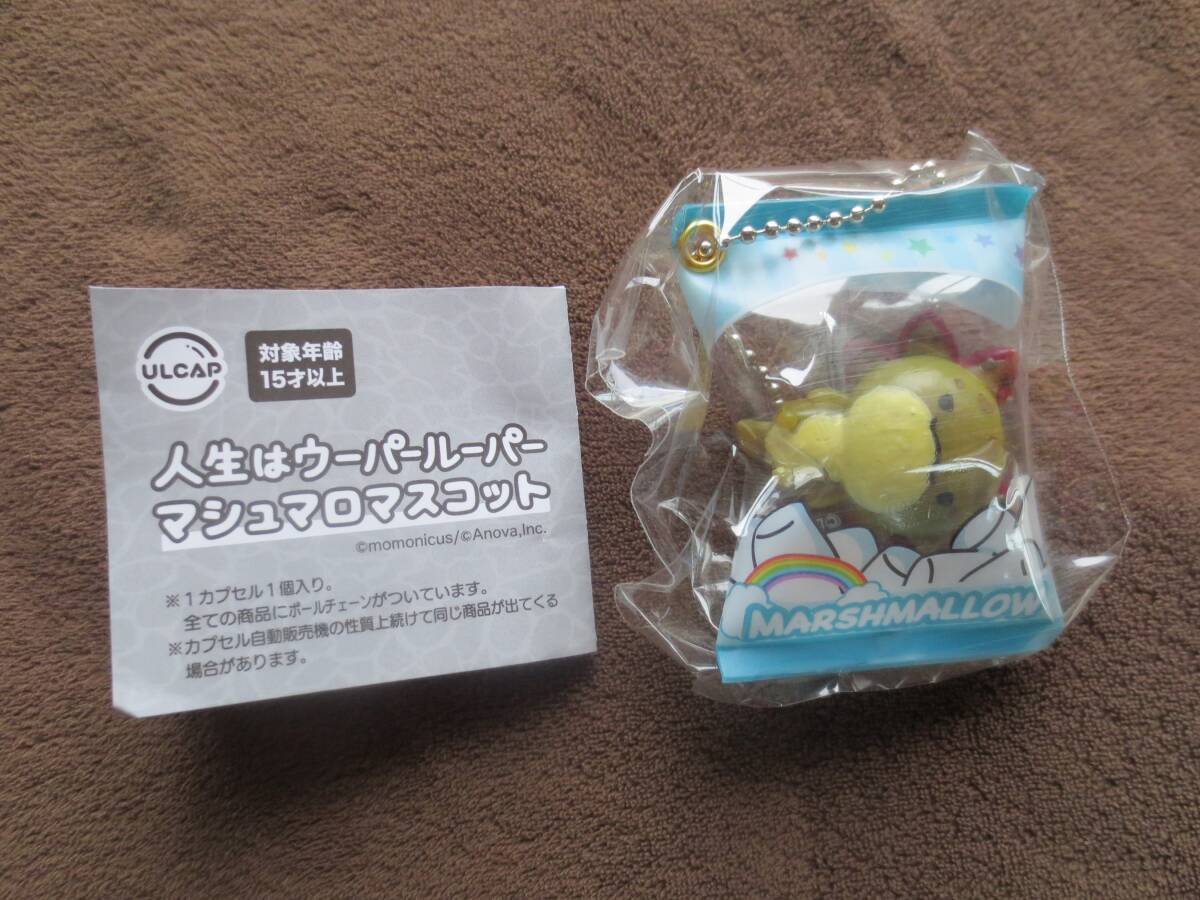 ULCAP
対象年齢
15才以上
人生はウーパールーパー
マシュマロマスコット
©momonicus/©Anova,Inc.
※1カプセル1個入り。
全ての商品にボールチェーンがついています。
※カプセル自動販売機の性質上続けて同じ商品が出てくる
場合があります。
MARSHMALLOW